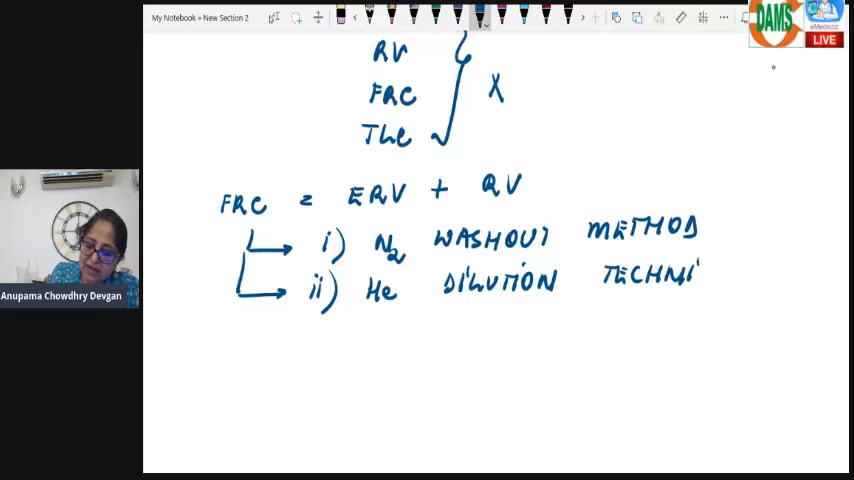 My Notebook » New Section 2
DAMS
eMedicoz
LIVE
RV
FRC
TLC
X
FRC = ERV + RV
i) N2 WASHOUT METHOD
ii) He DILUTION TECHNI
Anupama Chowdhry Devgan